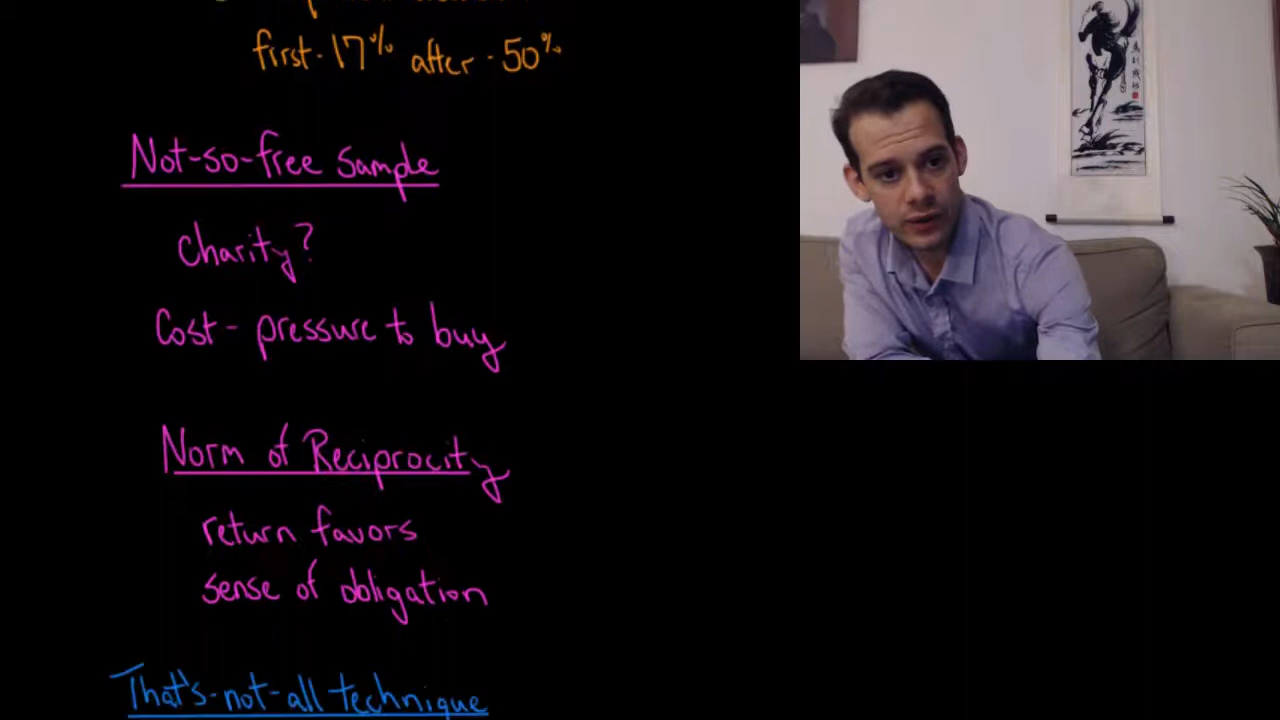 first - 17% after - 50%
Not-so-free Sample
Charity?
Cost - pressure to buy
Norm of Reciprocity
return favors
sense of obligation
That's-not-all technique